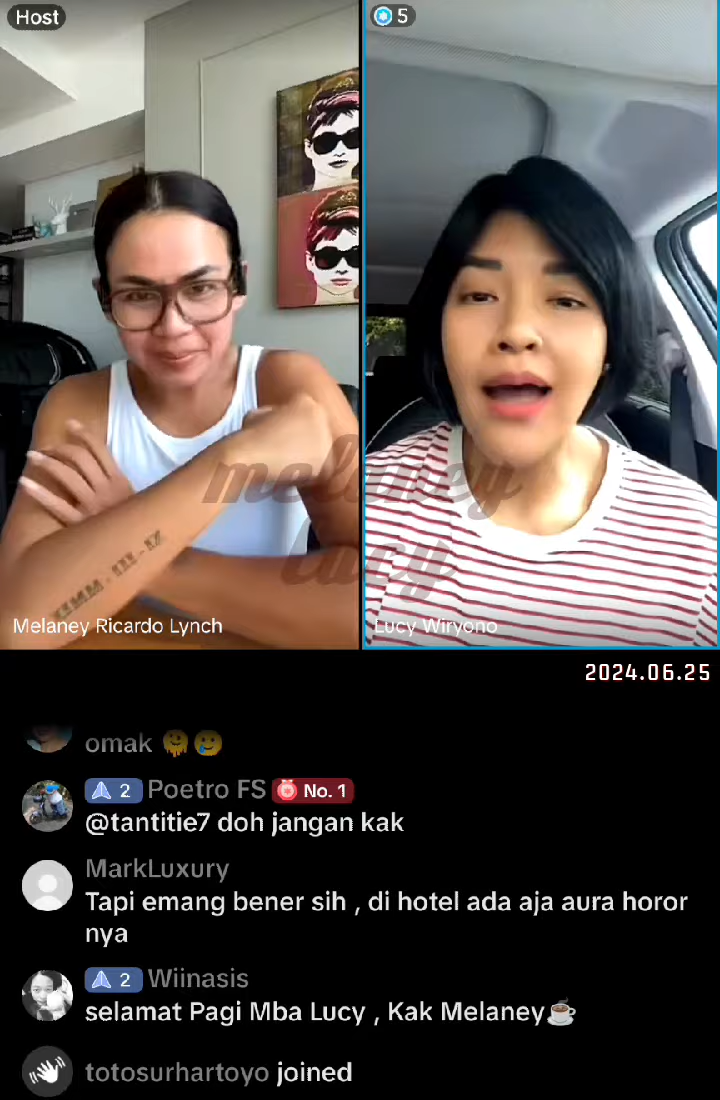 Host
5
melaney
lucy
Melaney Ricardo Lynch
Lucy Wiryono
2024.06.25
omak 🫠🥲
2 Poetro FS No. 1
@tantitie7 doh jangan kak
MarkLuxury
Tapi emang bener sih , di hotel ada aja aura horor
nya
2 Wiinasis
selamat Pagi Mba Lucy , Kak Melaney☕
totosurhartoyo joined